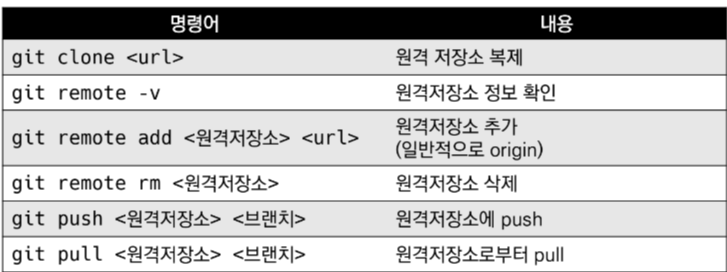 명령어 내용
git clone <url> 원격 저장소 복제
git remote -v 원격저장소 정보 확인
git remote add <원격저장소> <url> 원격저장소 추가
(일반적으로 origin)
git remote rm <원격저장소> 원격저장소 삭제
git push <원격저장소> <브랜치> 원격저장소에 push
git pull <원격저장소> <브랜치> 원격저장소로부터 pull